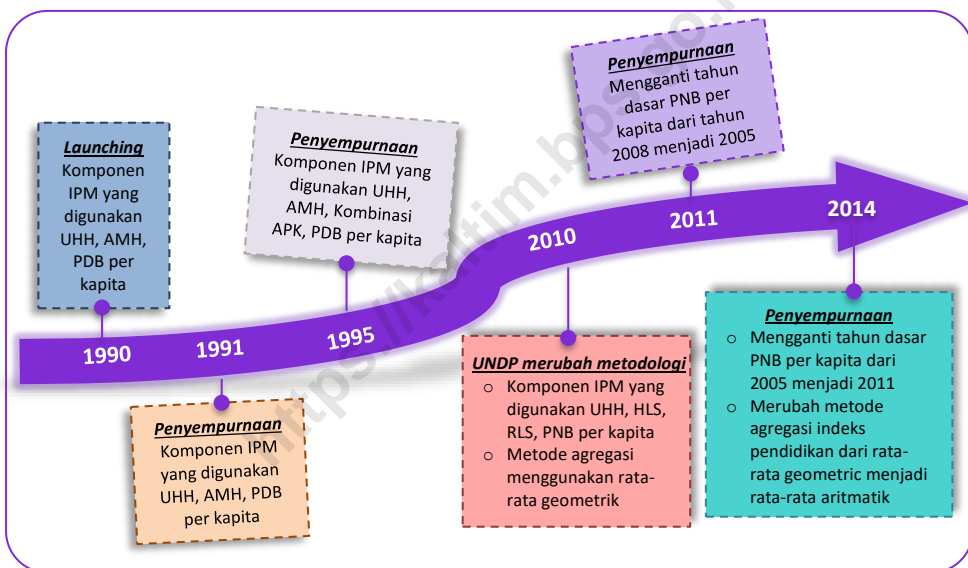 Launching
Komponen
IPM yang
digunakan
UHH, AMH,
PDB per
kapita
1990
Penyempurnaan
Komponen IPM
yang digunakan
UHH, AMH, PDB
per kapita
1991
Penyempurnaan
Komponen IPM yang
digunakan UHH,
AMH, Kombinasi
APK, PDB per kapita
1995
UNDP merubah metodologi
o Komponen IPM yang
digunakan UHH, HLS,
RLS, PNB per kapita
o Metode agregasi
menggunakan rata-
rata geometrik
2010
Penyempurnaan
Mengganti tahun
dasar PNB per
kapita dari tahun
2008 menjadi 2005
2011
2014
Penyempurnaan
o Mengganti tahun dasar
PNB per kapita dari
2005 menjadi 2011
o Merubah metode
agregasi indeks
pendidikan dari rata-
rata geometric menjadi
rata-rata aritmatik
https://kaltim.bps.go.